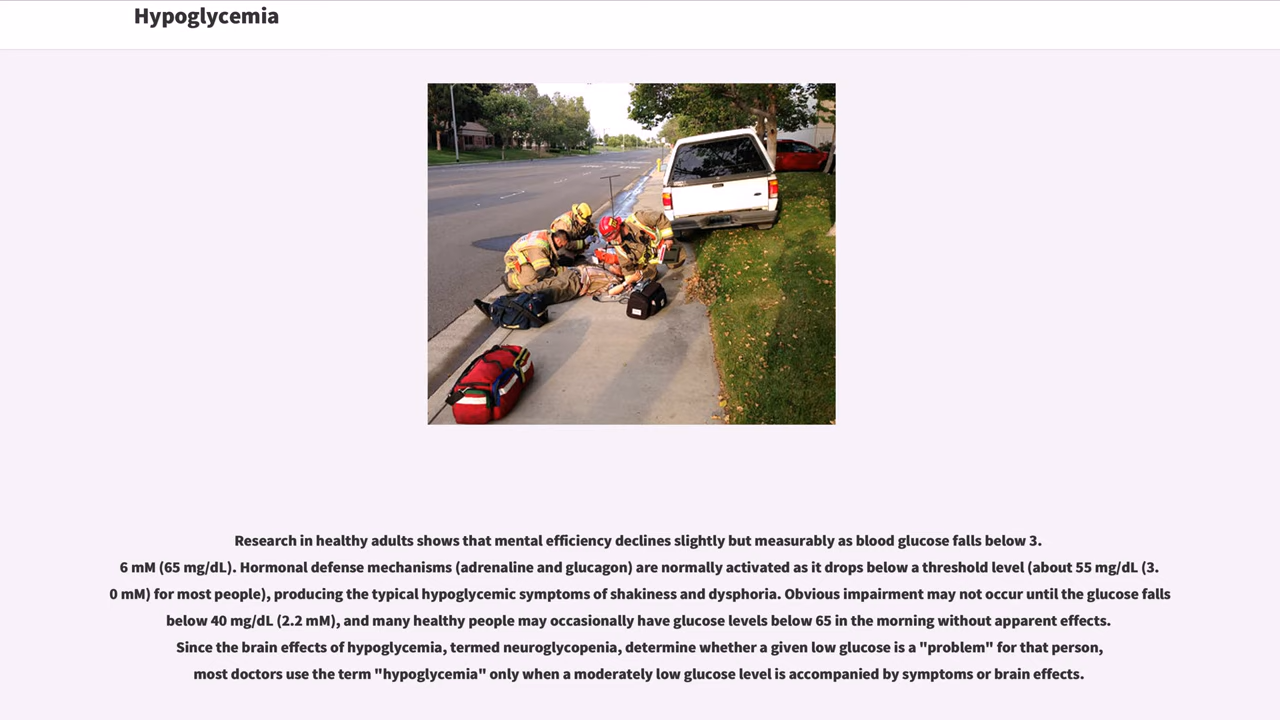 Hypoglycemia
Research in healthy adults shows that mental efficiency declines slightly but measurably as blood glucose falls below 3.
6 mM (65 mg/dL). Hormonal defense mechanisms (adrenaline and glucagon) are normally activated as it drops below a threshold level (about 55 mg/dL (3.
0 mM) for most people), producing the typical hypoglycemic symptoms of shakiness and dysphoria. Obvious impairment may not occur until the glucose falls
below 40 mg/dL (2.2 mM), and many healthy people may occasionally have glucose levels below 65 in the morning without apparent effects.
Since the brain effects of hypoglycemia, termed neuroglycopenia, determine whether a given low glucose is a "problem" for that person,
most doctors use the term "hypoglycemia" only when a moderately low glucose level is accompanied by symptoms or brain effects.